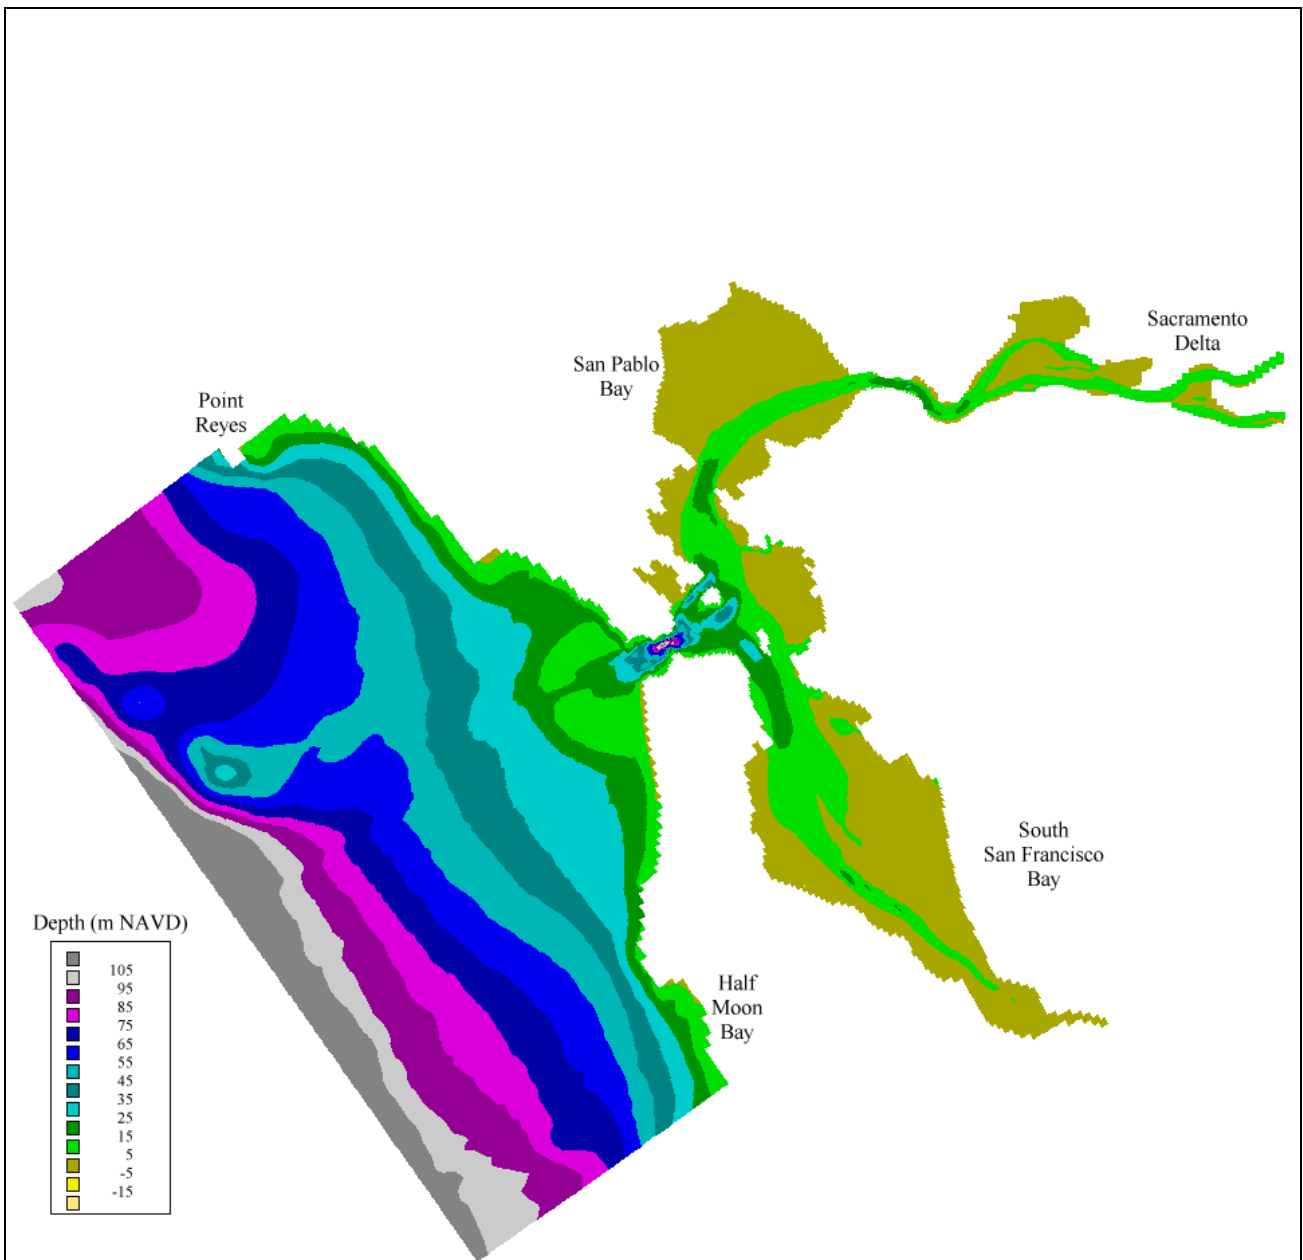 Sacramento
Delta
San Pablo
Bay
Point
Reyes
South
San Francisco
Bay
Depth (m NAVD)
105
95
85
75
65
55
45
35
25
15
5
-5
-15
Half
Moon
Bay